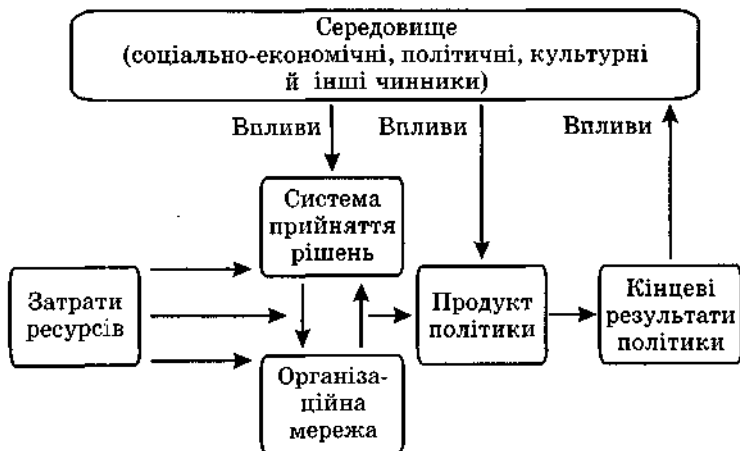 Середовище
(соціально-економічні, політичні, культурні
й інші чинники)
Впливи
Впливи
Впливи
Система
прийняття
рішень
Затрати
ресурсів
Продукт
політики
Кінцеві
результати
політики
Організа-
ційна
мережа